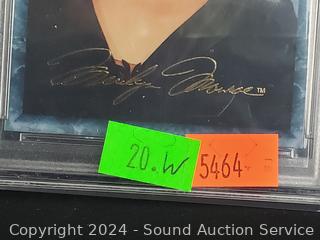 Marilyn Monroe™
20.W
5464
Copyright 2024 - Sound Auction Service